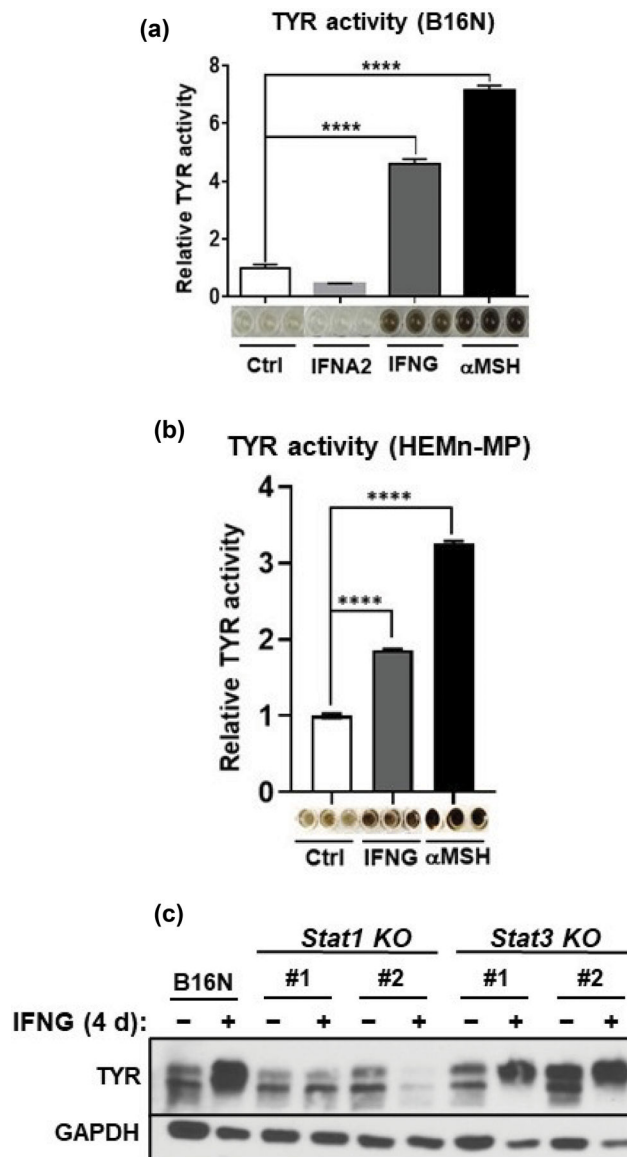 (a)
TYR activity (B16N)
Relative TYR activity
8
6
4
2
0
****
****
Ctrl IFNA2 IFNG αMSH
(b)
TYR activity (HEMn-MP)
Relative TYR activity
4
3
2
1
0
****
****
Ctrl IFNG αMSH
(c)
Stat1 KO Stat3 KO
B16N #1 #2 #1 #2
IFNG (4 d): – + – + – + – + – +
TYR
GAPDH